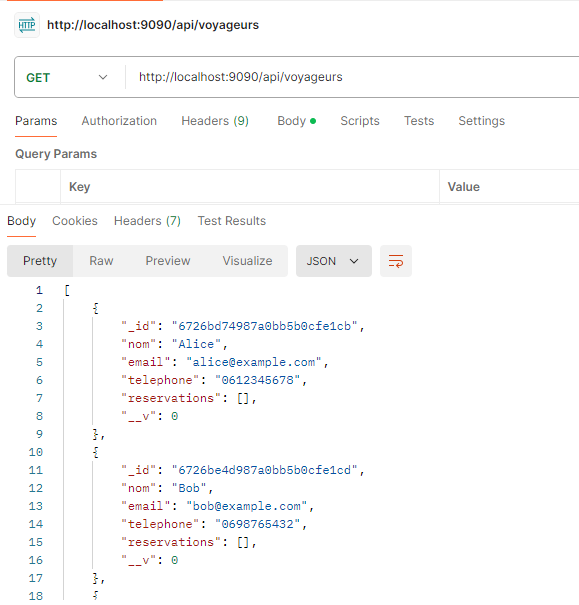 HTTP http://localhost:9090/api/voyageurs
GET http://localhost:9090/api/voyageurs
Params Authorization Headers (9) Body Scripts Tests Settings
Query Params
Key Value
Body Cookies Headers (7) Test Results
Pretty Raw Preview Visualize JSON
1 [
2 {
3 "_id": "6726bd74987a0bb5b0cfe1cb",
4 "nom": "Alice",
5 "email": "alice@example.com",
6 "telephone": "0612345678",
7 "reservations": [],
8 "__v": 0
9 },
10 {
11 "_id": "6726be4d987a0bb5b0cfe1cd",
12 "nom": "Bob",
13 "email": "bob@example.com",
14 "telephone": "0698765432",
15 "reservations": [],
16 "__v": 0
17 },
18 {